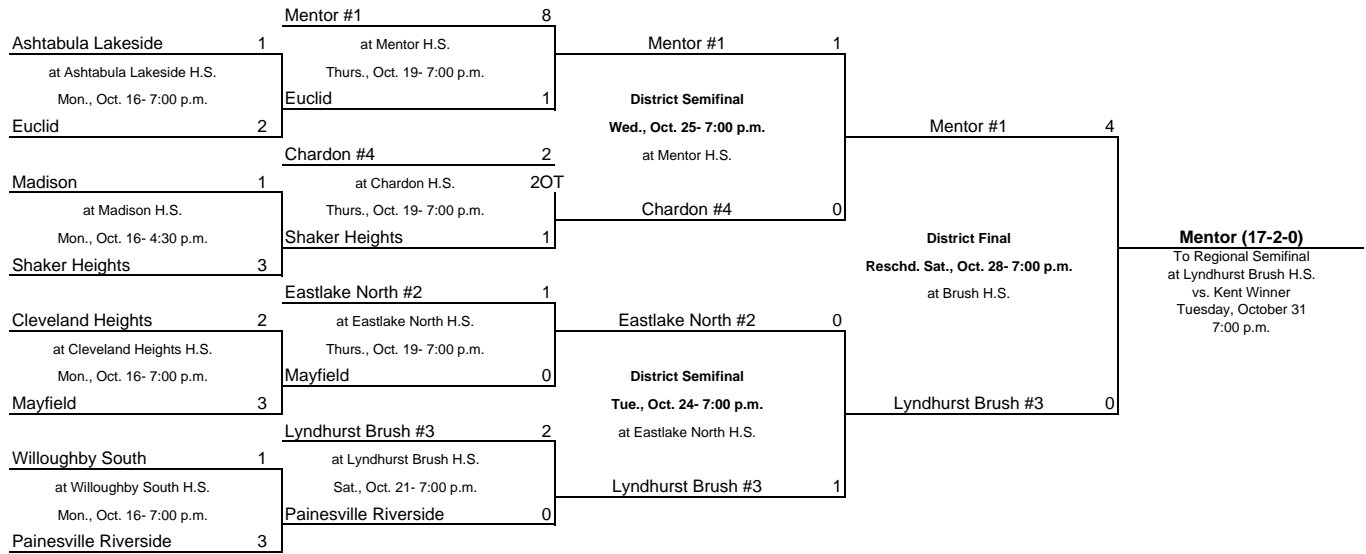 Ashtabula Lakeside 1
at Ashtabula Lakeside H.S.
Mon., Oct. 16- 7:00 p.m.
Euclid 2
Madison 1
at Madison H.S.
Mon., Oct. 16- 4:30 p.m.
Shaker Heights 3
Cleveland Heights 2
at Cleveland Heights H.S.
Mon., Oct. 16- 7:00 p.m.
Mayfield 3
Willoughby South 1
at Willoughby South H.S.
Mon., Oct. 16- 7:00 p.m.
Painesville Riverside 3
Mentor #1 8
at Mentor H.S.
Thurs., Oct. 19- 7:00 p.m.
Euclid 1
Chardon #4 2
at Chardon H.S. 2OT
Thurs., Oct. 19- 7:00 p.m.
Shaker Heights 1
Eastlake North #2 1
at Eastlake North H.S.
Thurs., Oct. 19- 7:00 p.m.
Mayfield 0
Lyndhurst Brush #3 2
at Lyndhurst Brush H.S.
Sat., Oct. 21- 7:00 p.m.
Painesville Riverside 0
Mentor #1 1
District Semifinal
Wed., Oct. 25- 7:00 p.m.
at Mentor H.S.
Chardon #4 0
Eastlake North #2 0
District Semifinal
Tue., Oct. 24- 7:00 p.m.
at Eastlake North H.S.
Lyndhurst Brush #3 1
Mentor #1 4
District Final
Reschd. Sat., Oct. 28- 7:00 p.m.
at Brush H.S.
Lyndhurst Brush #3 0
Mentor (17-2-0)
To Regional Semifinal
at Lyndhurst Brush H.S.
vs. Kent Winner
Tuesday, October 31
7:00 p.m.